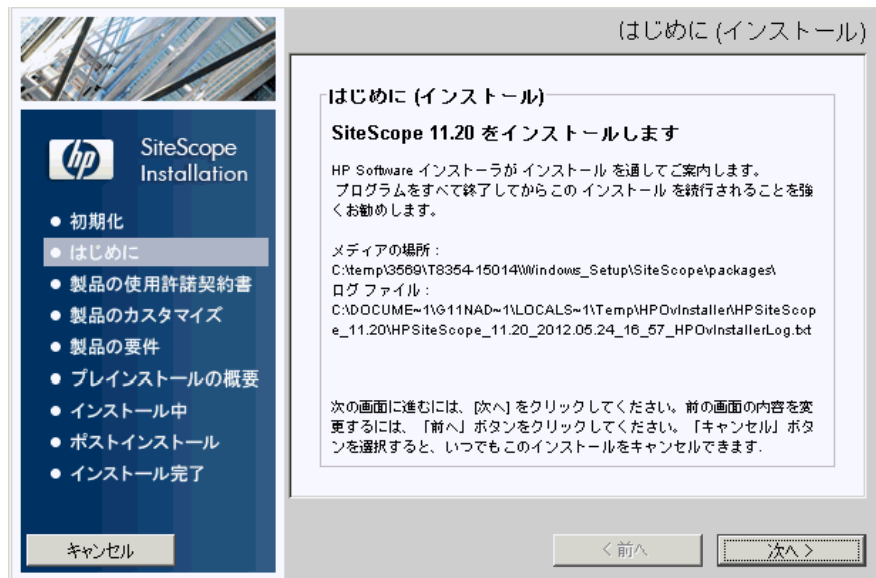 はじめに (インストール)
hp
SiteScope
Installation
初期化
はじめに
製品の使用許諾契約書
製品のカスタマイズ
製品の要件
プレインストールの概要
インストール中
ポストインストール
インストール完了
はじめに (インストール)
SiteScope 11.20 をインストールします
HP Software インストーラが インストール を通してご案内します。
プログラムをすべて終了してからこの インストール を続行されることを強
くお勧めします。
メディアの場所 :
C:\temp\3569\T8354-15014\Windows_Setup\SiteScope\packages\
ログ ファイル :
C:\DOCUME~1\G11NAD~1\LOCALS~1\Temp\HPOvInstaller\HPSiteScop
e_11.20\HPSiteScope_11.20_2012.05.24_16_57_HPOvInstallerLog.txt
次の画面に進むには、[次へ] をクリックしてください。前の画面の内容を変
更するには、「前へ」ボタンをクリックしてください。「キャンセル」ボタ
ンを選択すると、いつでもこのインストールをキャンセルできます.
キャンセル
< 前へ
次へ >